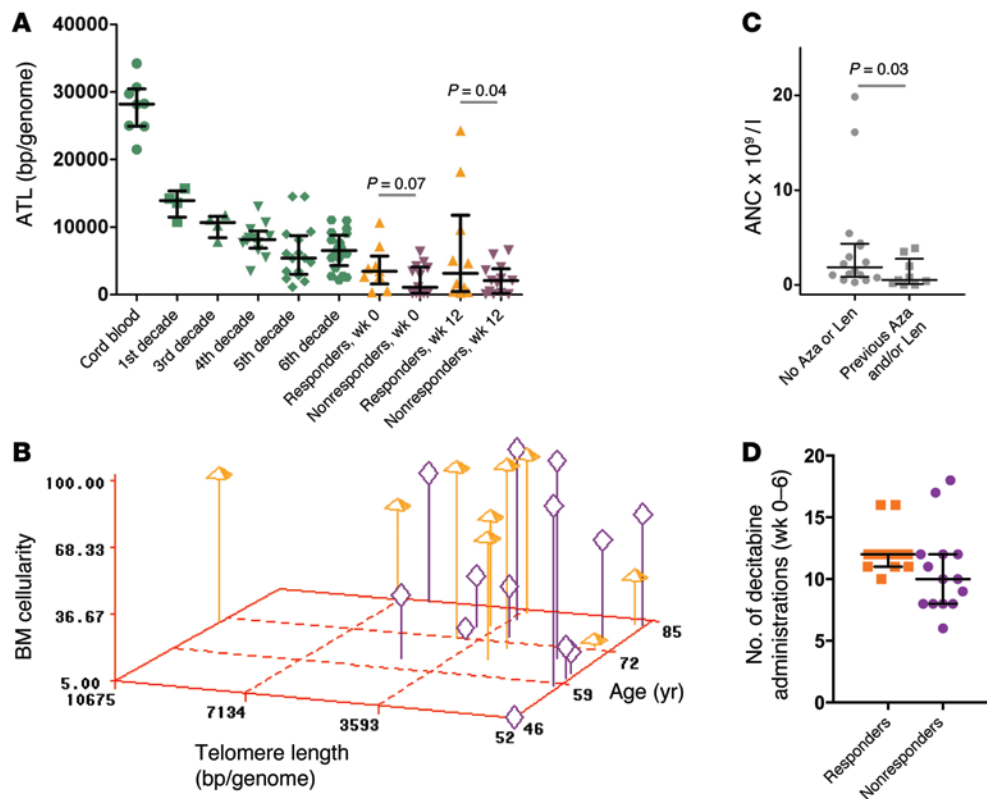 A
ATL (bp/genome)
40000
30000
20000
10000
0
P = 0.07
P = 0.04
Cord blood
1st decade
3rd decade
4th decade
5th decade
6th decade
Responders, wk 0
Nonresponders, wk 0
Responders, wk 12
Nonresponders, wk 12
C
ANC x 10⁹/l
20
10
0
P = 0.03
No Aza or Len
Previous Aza
and/or Len
B
BM cellularity
100.00
68.33
36.67
5.00
10675
7134
3593
52
46
59
72
85
Age (yr)
Telomere length
(bp/genome)
D
No. of decitabine
administrations (wk 0–6)
20
15
10
5
0
Responders
Nonresponders